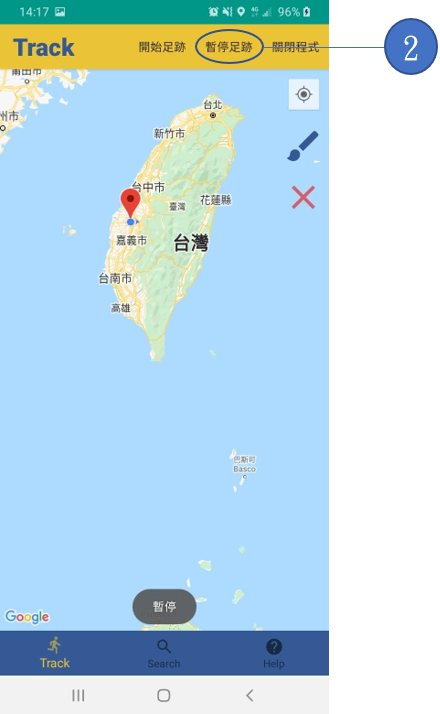 14:17
4G
96%
Track
開始足跡
暫停足跡
關閉程式
2
莆田市
州市
台北
新竹市
台中市
花蓮縣
臺灣
嘉義市
台灣
台南市
高雄
巴斯可
Basco
暫停
Google
Track
Search
Help